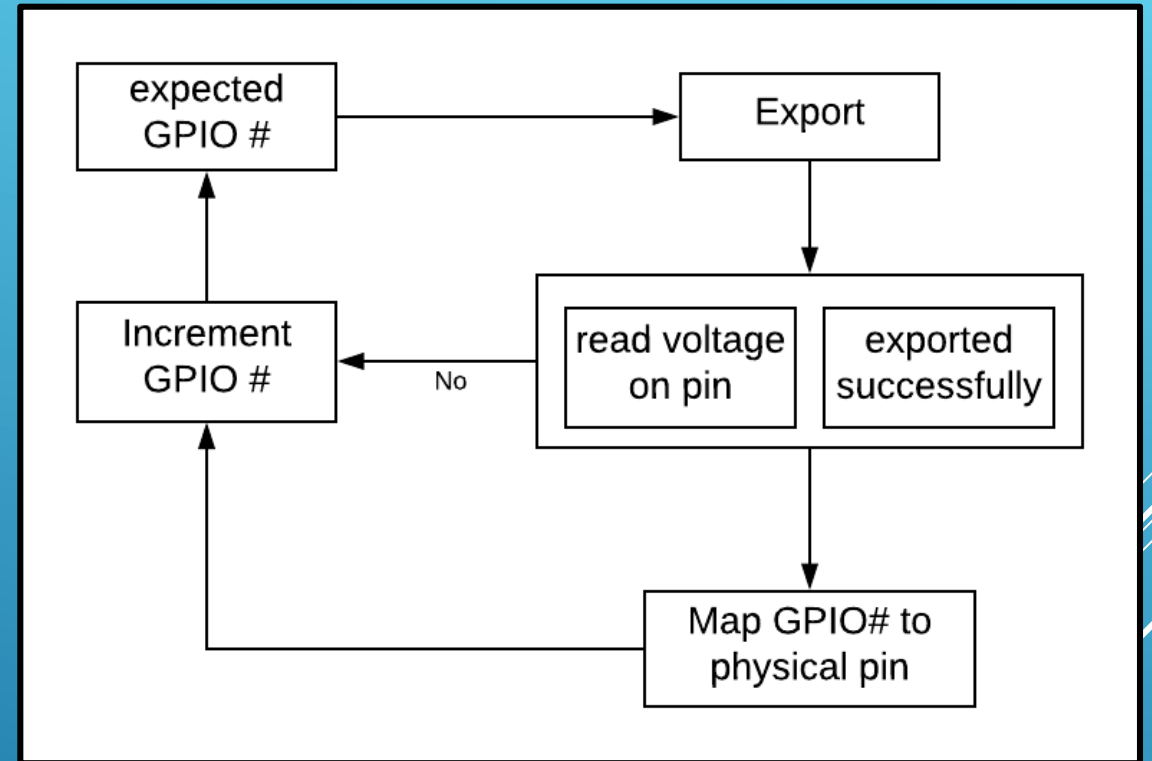 expected
GPIO #
Export
Increment
GPIO #
No
read voltage
on pin
exported
successfully
Map GPIO# to
physical pin